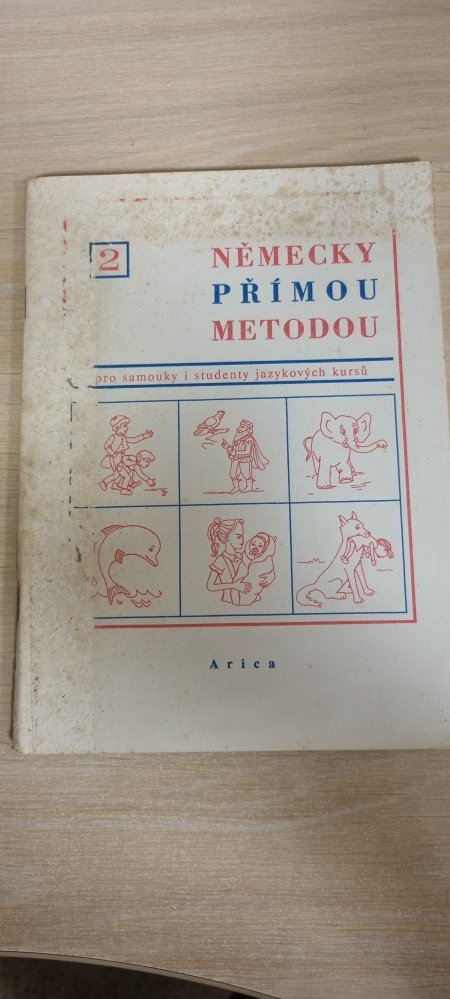 2
NĚMECKY
PŘÍMOU
METODOU
pro samouky i studenty jazykových kursů
Arica